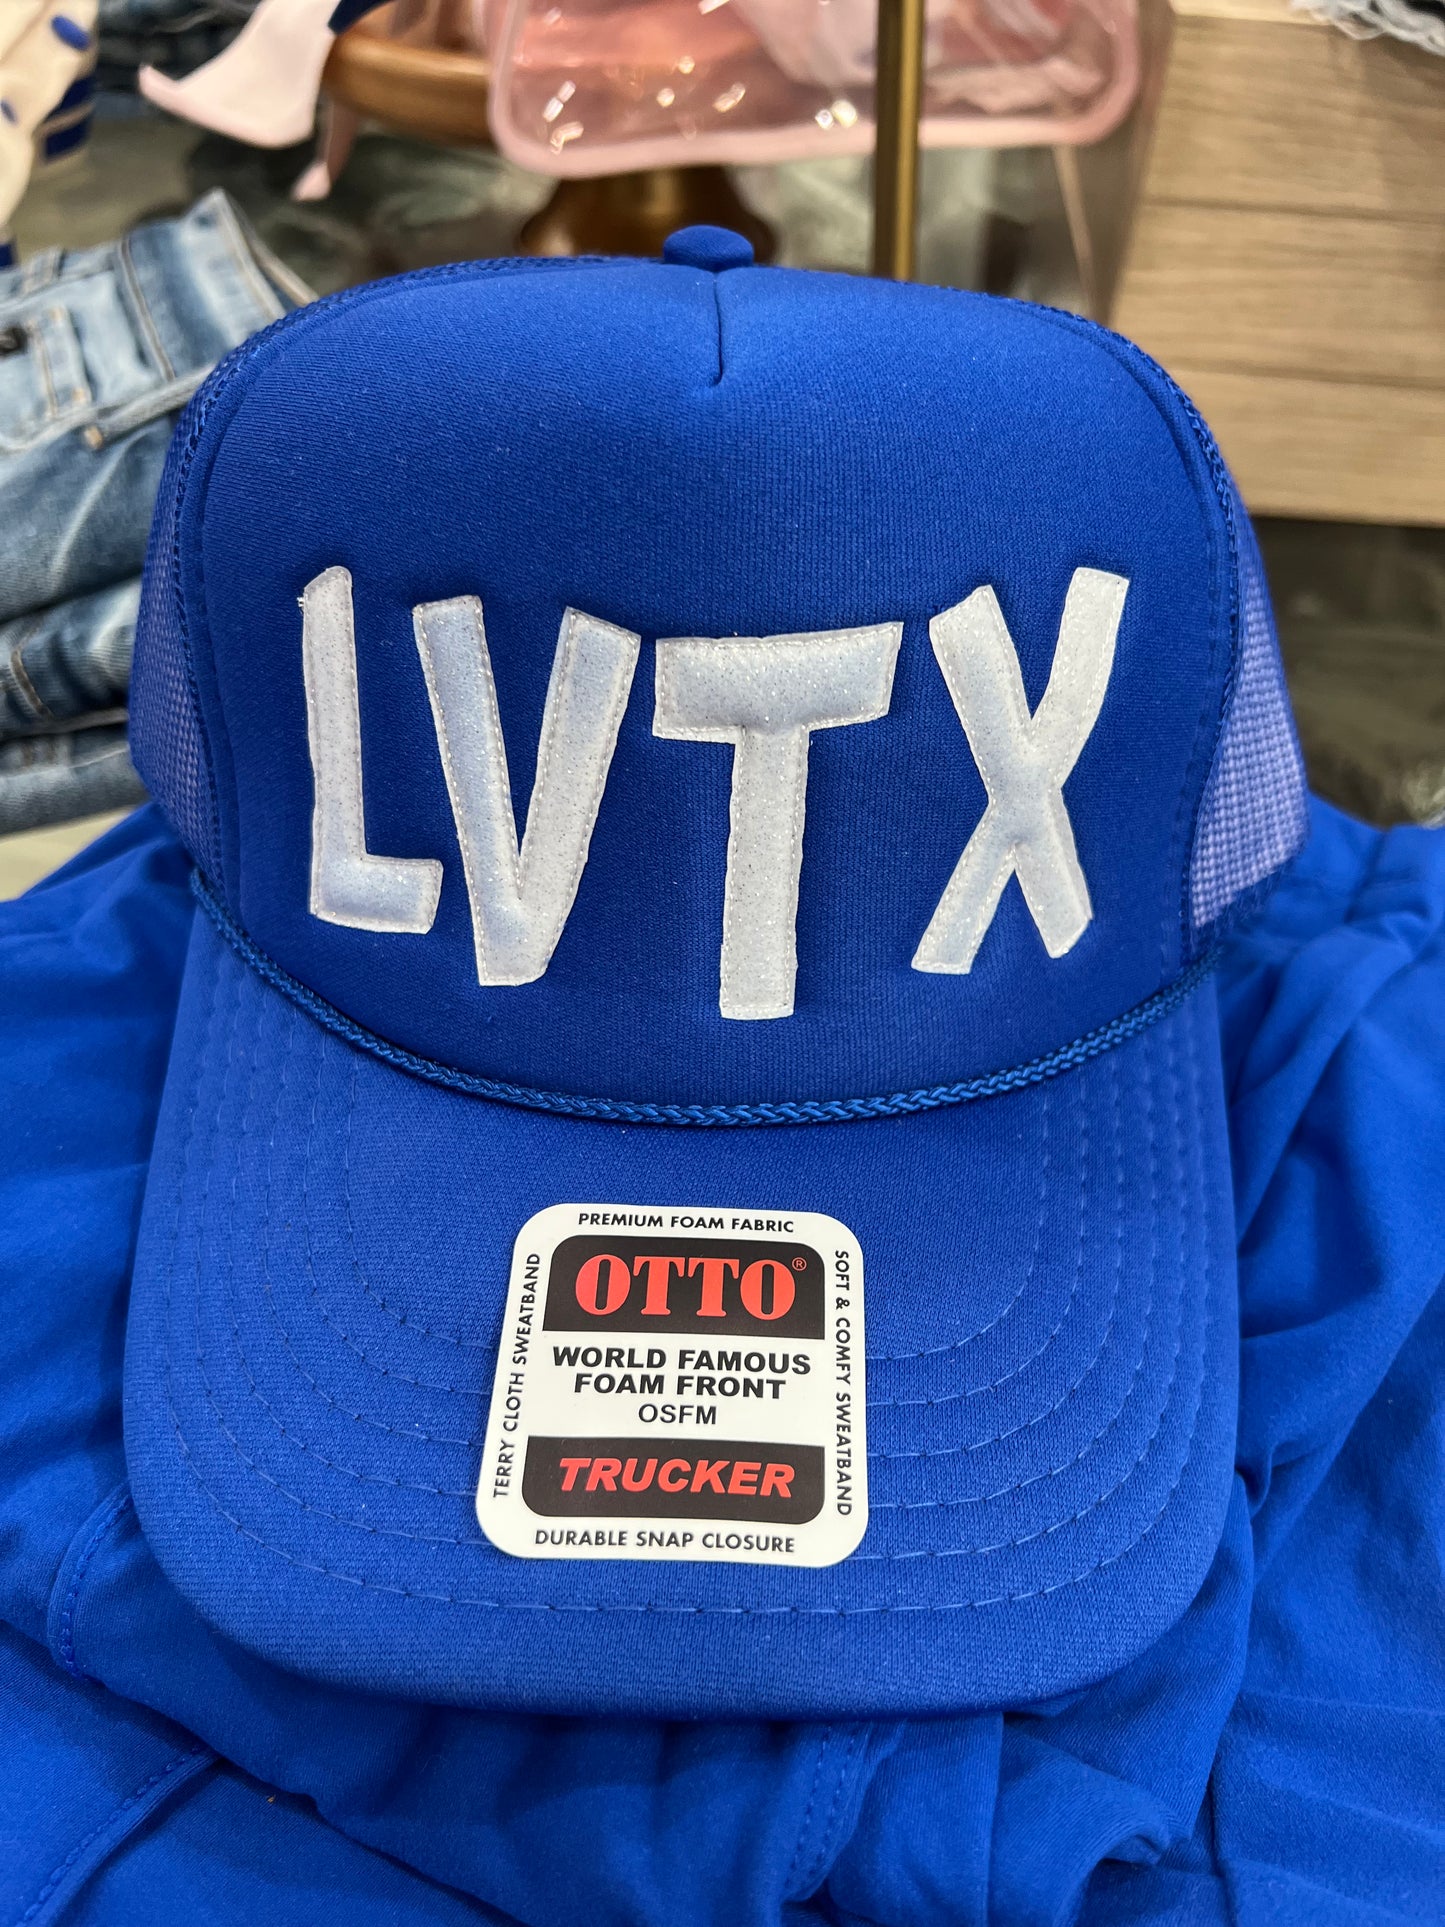 LVTX
PREMIUM FOAM FABRIC
OTTO®
WORLD FAMOUS
FOAM FRONT
OSFM
TRUCKER
DURABLE SNAP CLOSURE
TERRY CLOTH SWEATBAND
SOFT & COMFY SWEATBAND